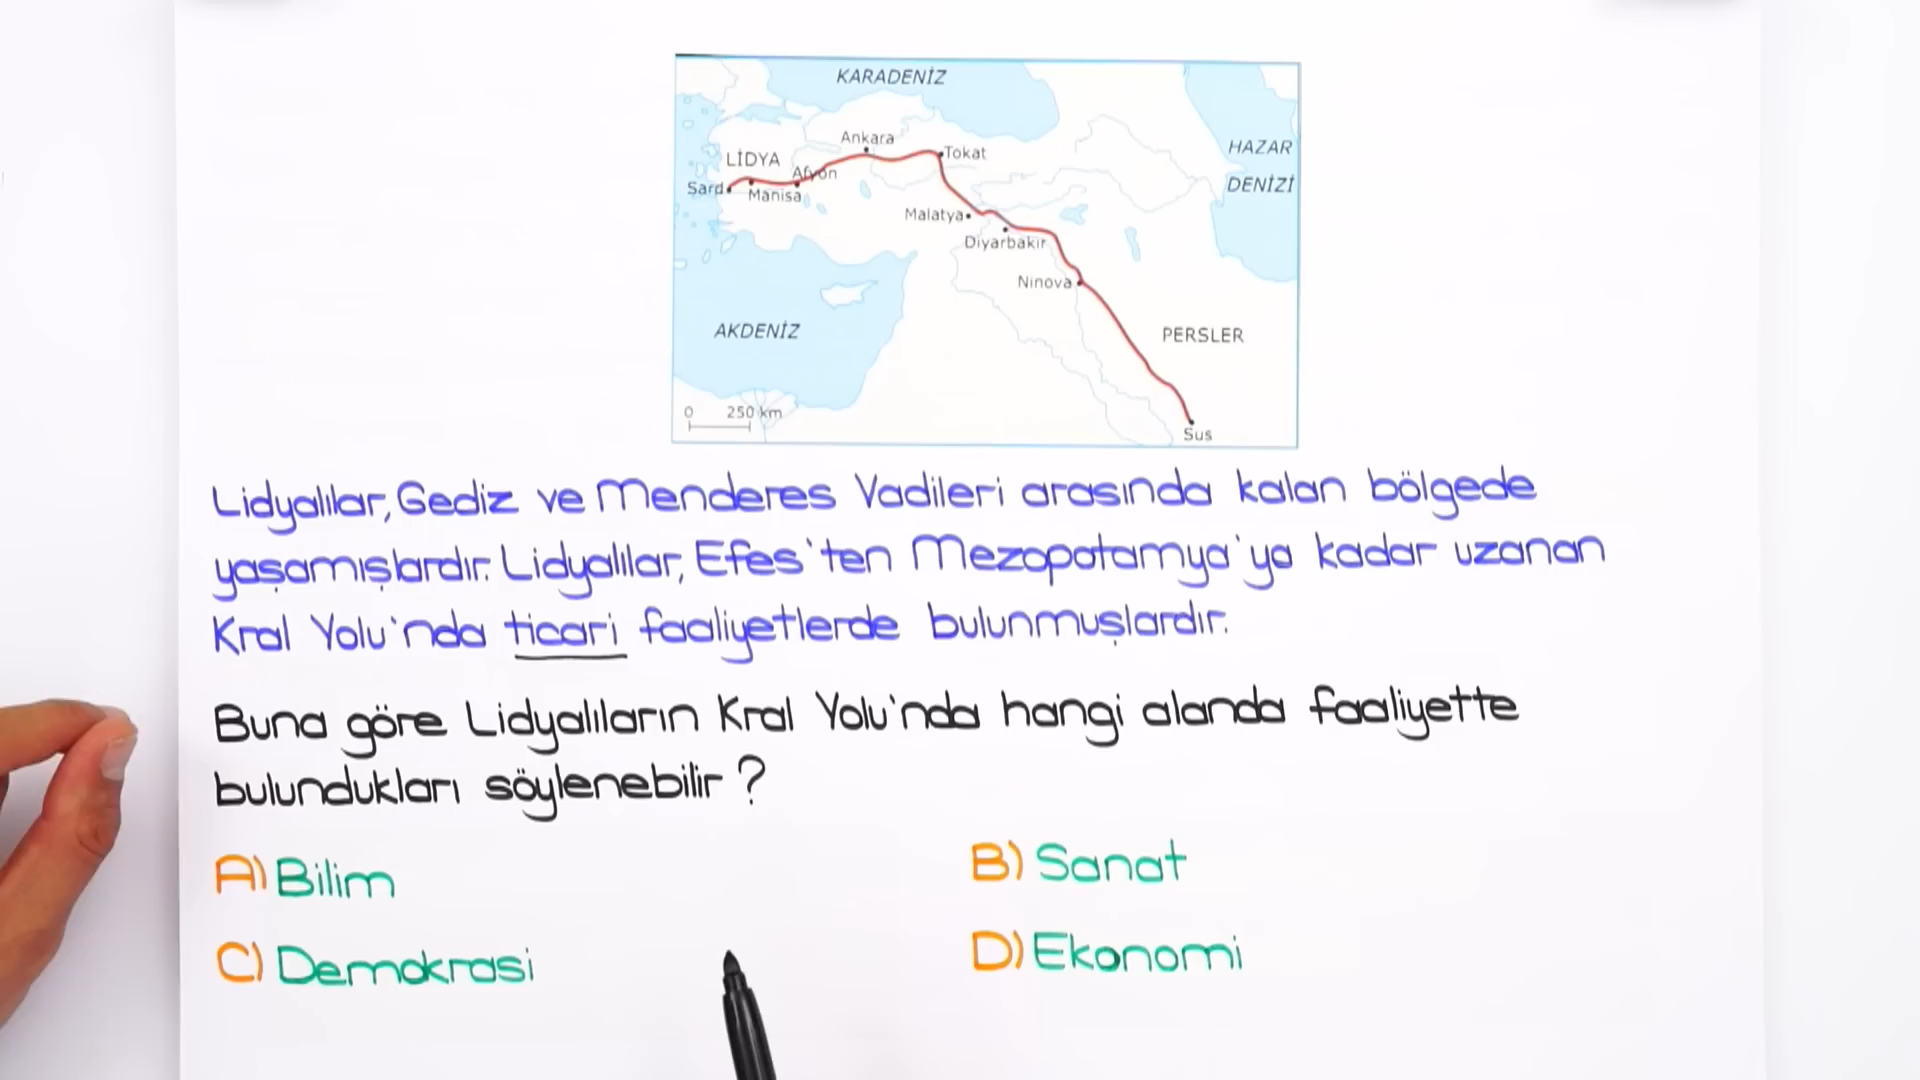 KARADENİZ
HAZAR
DENİZİ
Ankara
Tokat
LİDYA
Afyon
Sard
Manisa
Malatya
Diyarbakır
Ninova
AKDENİZ
PERSLER
0 250 km
Sus
Lidyalılar, Gediz ve Menderes Vadileri arasında kalan bölgede
yaşamışlardır. Lidyalılar, Efes'ten Mezopotamya'ya kadar uzanan
Kral Yolu'nda ticari faaliyetlerde bulunmuşlardır.
Buna göre Lidyalıların Kral Yolu'nda hangi alanda faaliyette
bulundukları söylenebilir?
A) Bilim
B) Sanat
C) Demokrasi
D) Ekonomi